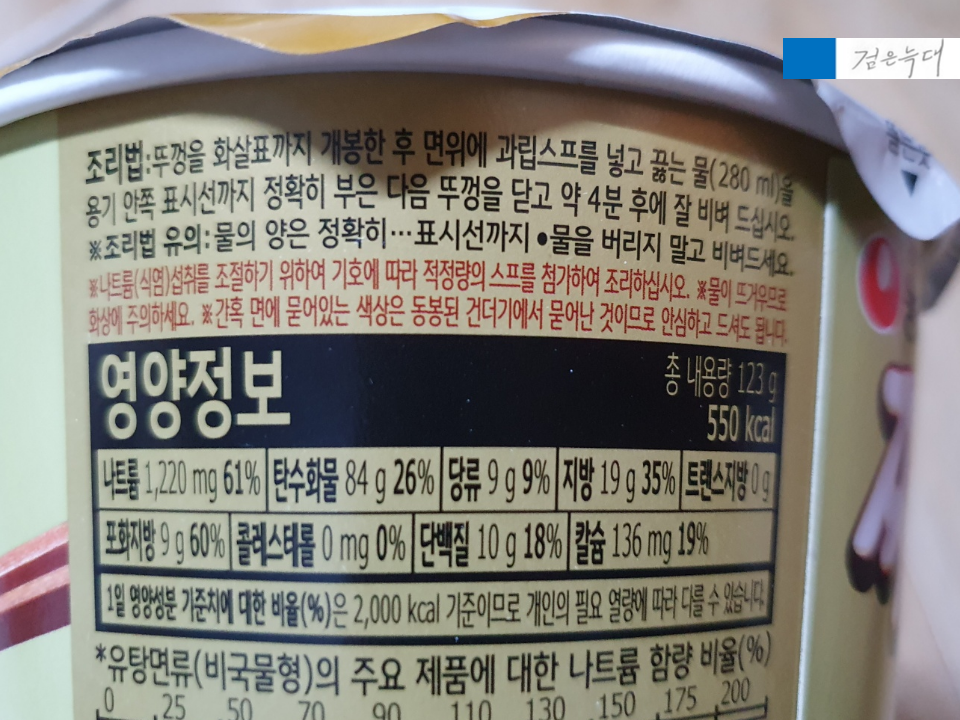 검은늑대
조리법:뚜껑을 화살표까지 개봉한 후 면위에 과립스프를 넣고 끓는 물(280 ml)을
용기 안쪽 표시선까지 정확히 부은 다음 뚜껑을 닫고 약 4분 후에 잘 비벼 드십시오.
※조리법 유의:물의 양은 정확히…표시선까지 •물을 버리지 말고 비벼드세요.
※나트륨(식염)섭취를 조절하기 위하여 기호에 따라 적정량의 스프를 첨가하여 조리하십시오. ※물이 뜨거우므로
화상에 주의하세요. ※간혹 면에 묻어있는 색상은 동봉된 건더기에서 묻어난 것이므로 안심하고 드셔도 됩니다.
영양정보 총 내용량 123 g
550 kcal
나트륨 1,220 mg 61% 탄수화물 84 g 26% 당류 9 g 9% 지방 19 g 35% 트랜스지방 0 g
포화지방 9 g 60% 콜레스테롤 0 mg 0% 단백질 10 g 18% 칼슘 136 mg 19%
1일 영양성분 기준치에 대한 비율(%)은 2,000 kcal 기준이므로 개인의 필요 열량에 따라 다를 수 있습니다.
*유탕면류(비국물형)의 주요 제품에 대한 나트륨 함량 비율(%)
0 25 50 70 90 110 130 150 175 200